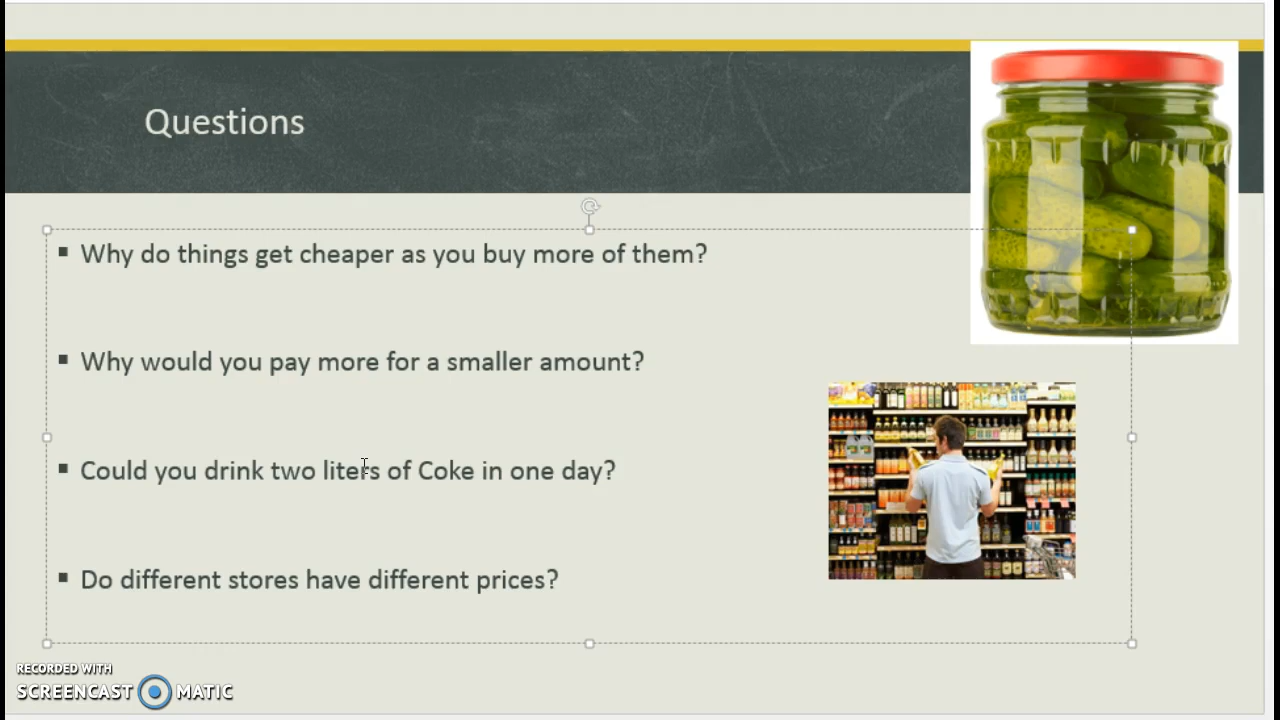 Questions
▪ Why do things get cheaper as you buy more of them?
▪ Why would you pay more for a smaller amount?
▪ Could you drink two liters of Coke in one day?
▪ Do different stores have different prices?
RECORDED WITH
SCREENCAST MATIC